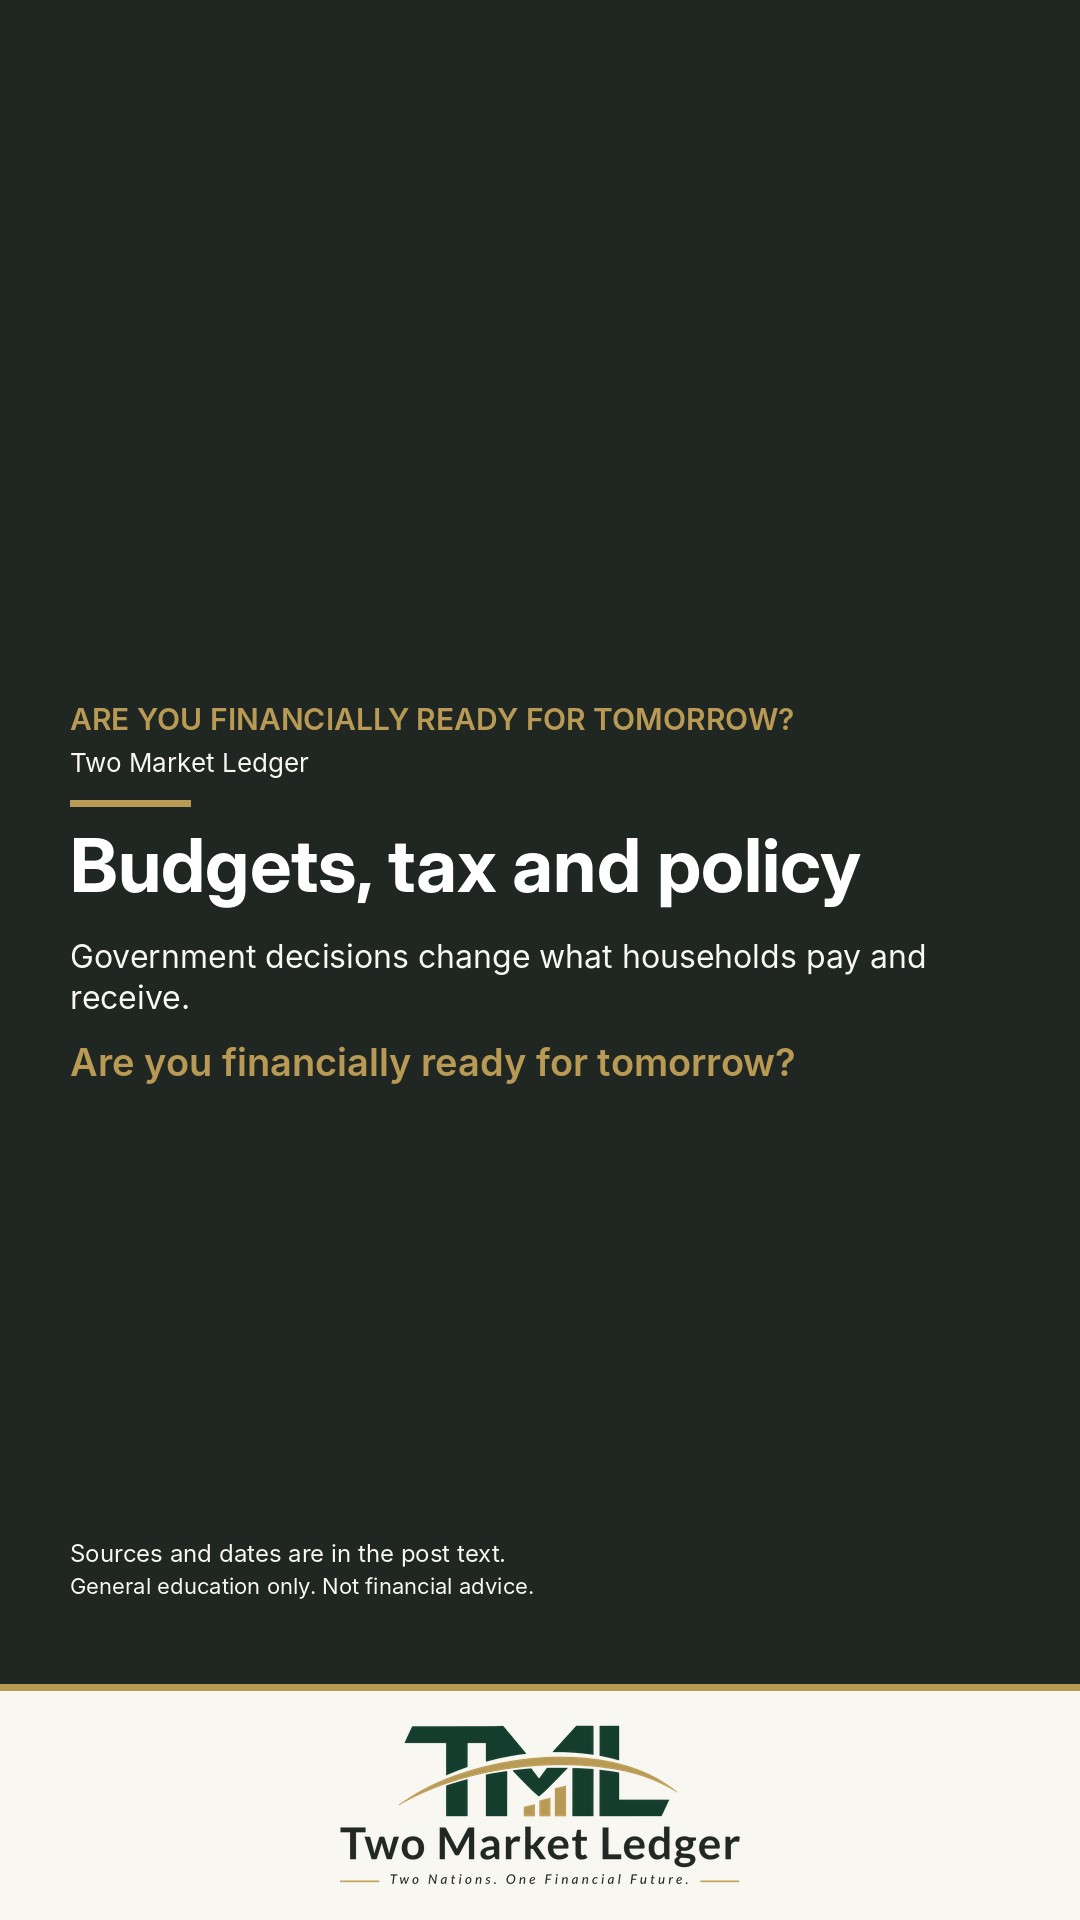 ARE YOU FINANCIALLY READY FOR TOMORROW?
Two Market Ledger
Budgets, tax and policy
Government decisions change what households pay and
receive.
Are you financially ready for tomorrow?
Sources and dates are in the post text.
General education only. Not financial advice.
TML
Two Market Ledger
Two Nations. One Financial Future.